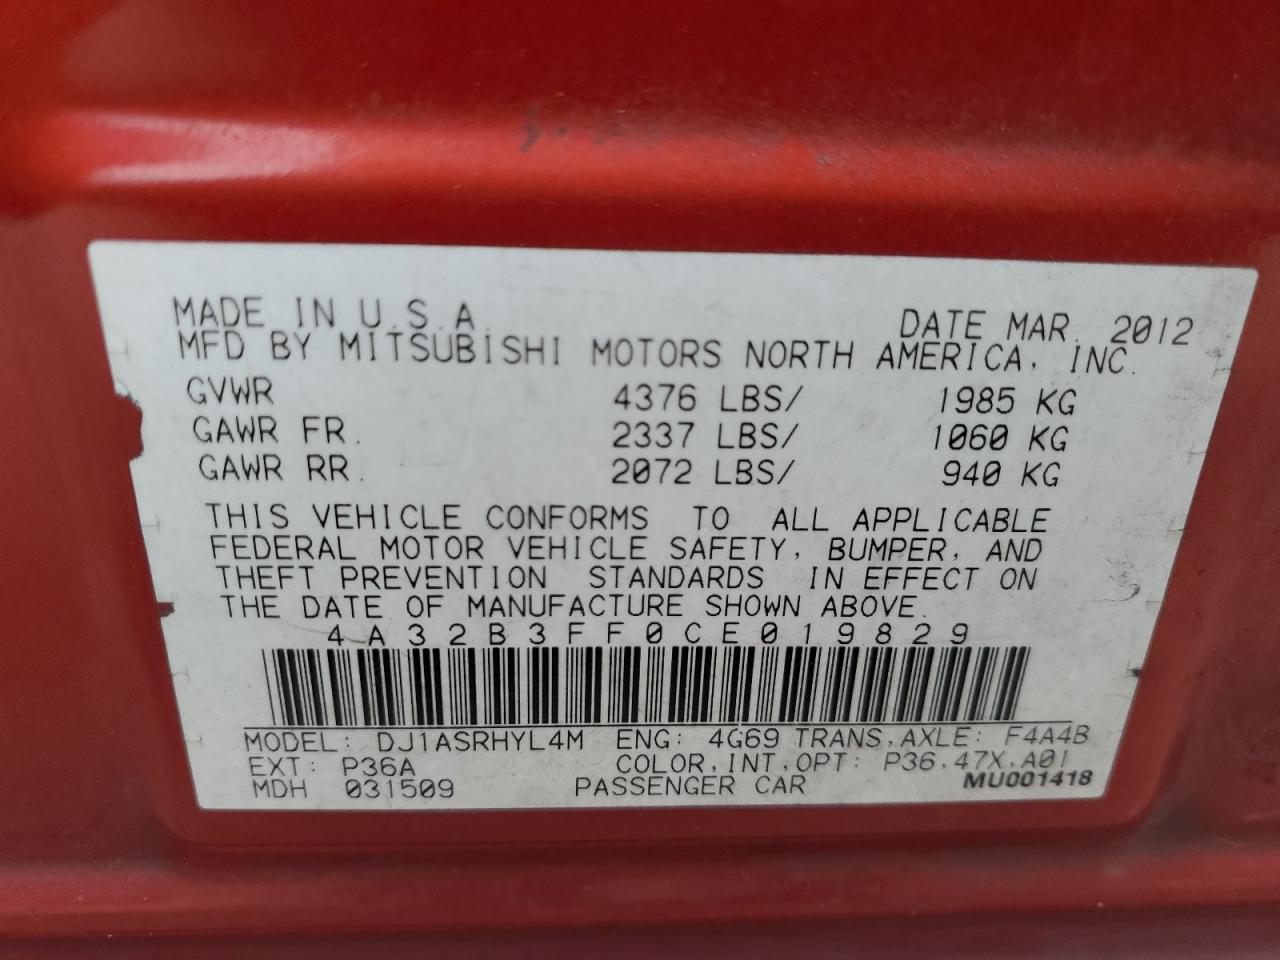 MADE IN U.S.A.
DATE MAR. 2012
MFD BY MITSUBISHI MOTORS NORTH AMERICA, INC.
GVWR 4376 LBS/ 1985 KG
GAWR FR. 2337 LBS/ 1060 KG
GAWR RR. 2072 LBS/ 940 KG
THIS VEHICLE CONFORMS TO ALL APPLICABLE
FEDERAL MOTOR VEHICLE SAFETY, BUMPER, AND
THEFT PREVENTION STANDARDS IN EFFECT ON
THE DATE OF MANUFACTURE SHOWN ABOVE.
4A32B3FF0CE019829
MODEL: DJ1ASRHYL4M ENG: 4G69 TRANS,AXLE: F4A4B
EXT: P36A COLOR,INT,OPT: P36,47X,A01
MDH 031509 PASSENGER CAR MU001418